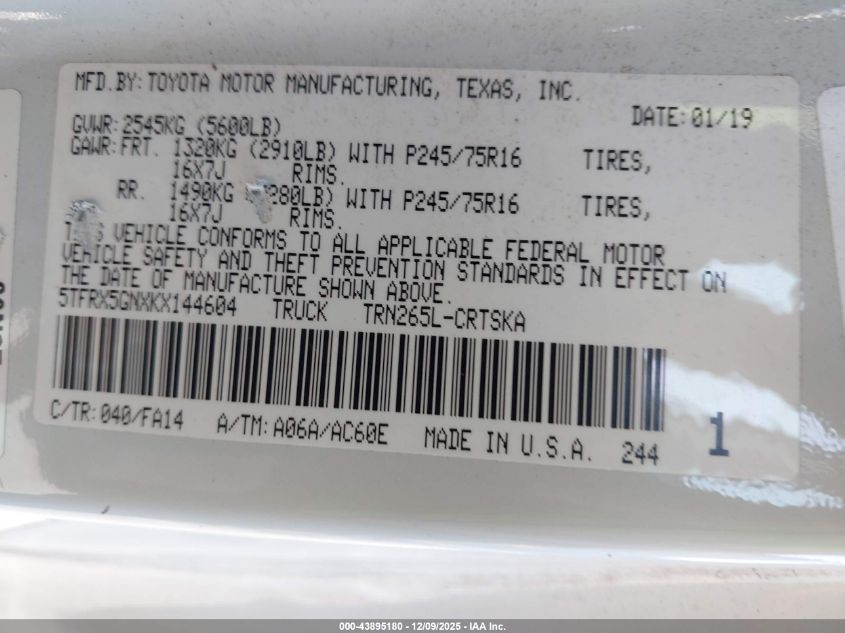 MFD.BY: TOYOTA MOTOR MANUFACTURING, TEXAS, INC.
DATE: 01/19
GVWR: 2545KG (5600LB)
GAWR: FRT. 1320KG (2910LB) WITH P245/75R16 TIRES,
16X7J RIMS.
RR. 1490KG 280LB) WITH P245/75R16 TIRES,
16X7J RIMS.
VEHICLE CONFORMS TO ALL APPLICABLE FEDERAL MOTOR
VEHICLE SAFETY AND THEFT PREVENTION STANDARDS IN EFFECT ON
THE DATE OF MANUFACTURE SHOWN ABOVE.
5TFRX5GNXKX144604 TRUCK TRN265L-CRTSKA
C/TR: 040/FA14 A/TM: A06A/AC60E MADE IN U.S.A. 244
1
000-43895180 - 12/09/2025 - IAA Inc.